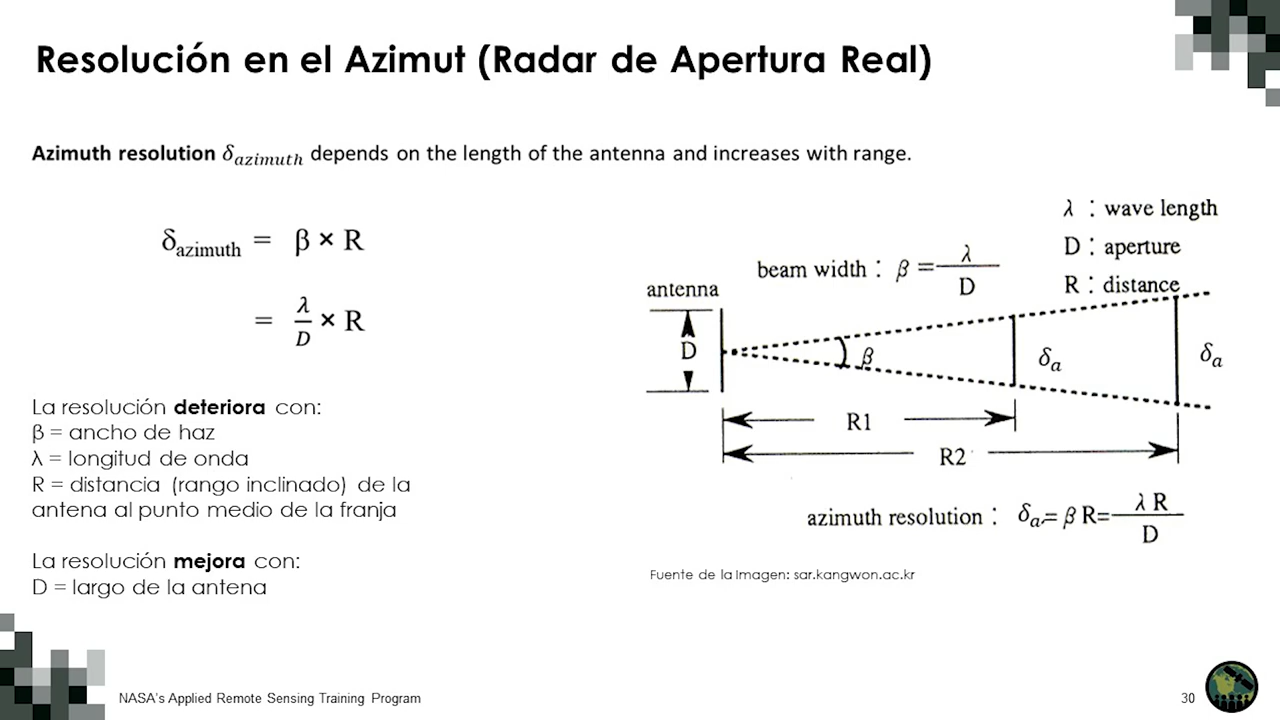 Resolución en el Azimut (Radar de Apertura Real)
Azimuth resolution δazimuth depends on the length of the antenna and increases with range.
δazimuth = β × R
= λ/D × R
La resolución deteriora con:
β = ancho de haz
λ = longitud de onda
R = distancia (rango inclinado) de la
antena al punto medio de la franja
La resolución mejora con:
D = largo de la antena
λ : wave length
D : aperture
R : distance
beam width : β = λ/D
antenna
D
β
δa
δa
R1
R2
azimuth resolution : δa= β R= λ R/D
Fuente de la Imagen: sar.kangwon.ac.kr
NASA's Applied Remote Sensing Training Program
30